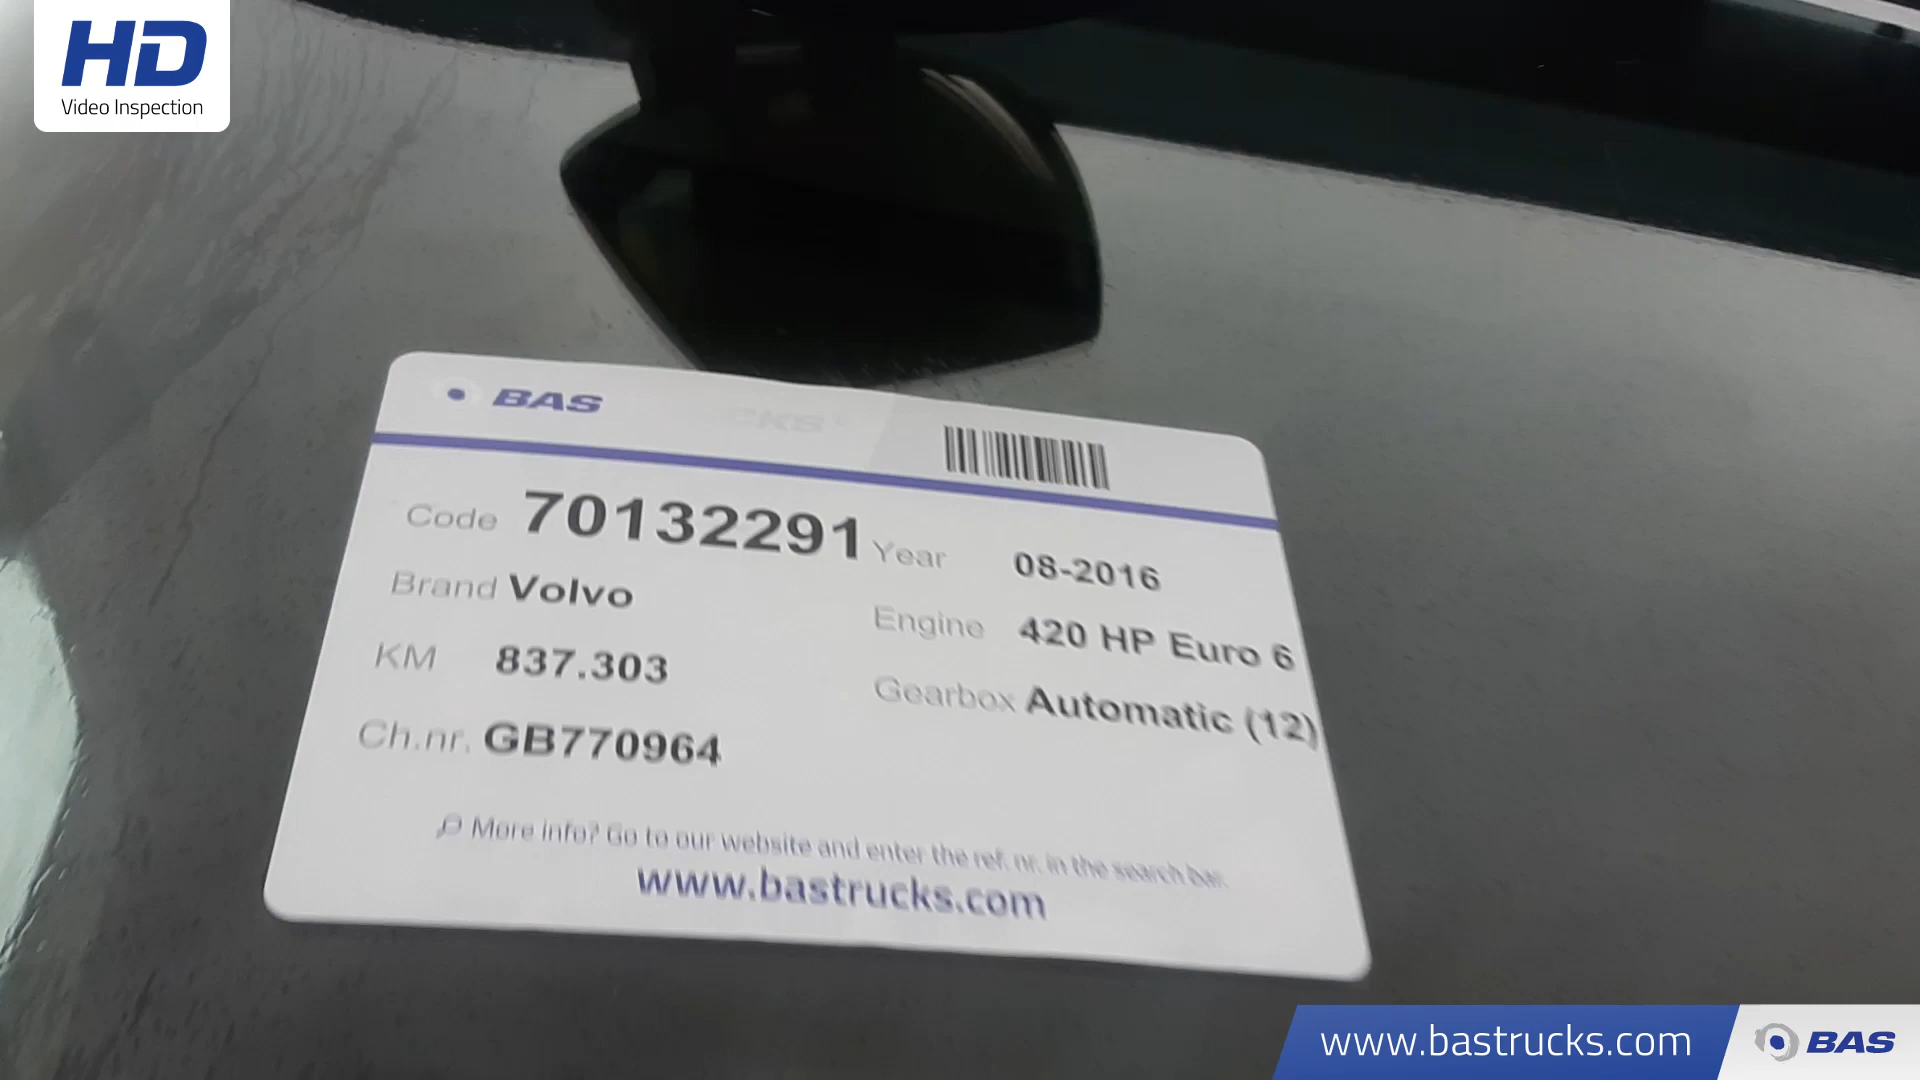 HD
Video Inspection
BAS
Code 70132291 Year 08-2016
Brand Volvo
Engine 420 HP Euro 6
KM 837.303
Gearbox Automatic (12)
Ch.nr. GB770964
More info? Go to our website and enter the ref. nr. in the search bar.
www.bastrucks.com
www.bastrucks.com BAS